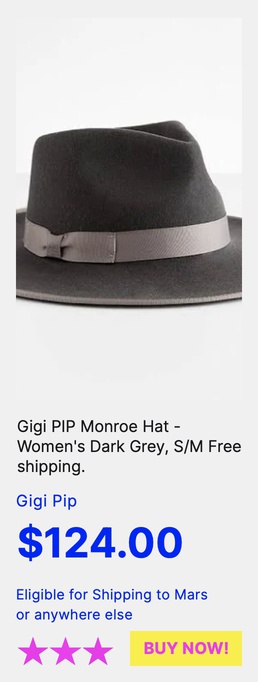 Gigi PIP Monroe Hat -
Women's Dark Grey, S/M Free
shipping.
Gigi Pip
$124.00
Eligible for Shipping to Mars
or anywhere else
BUY NOW!